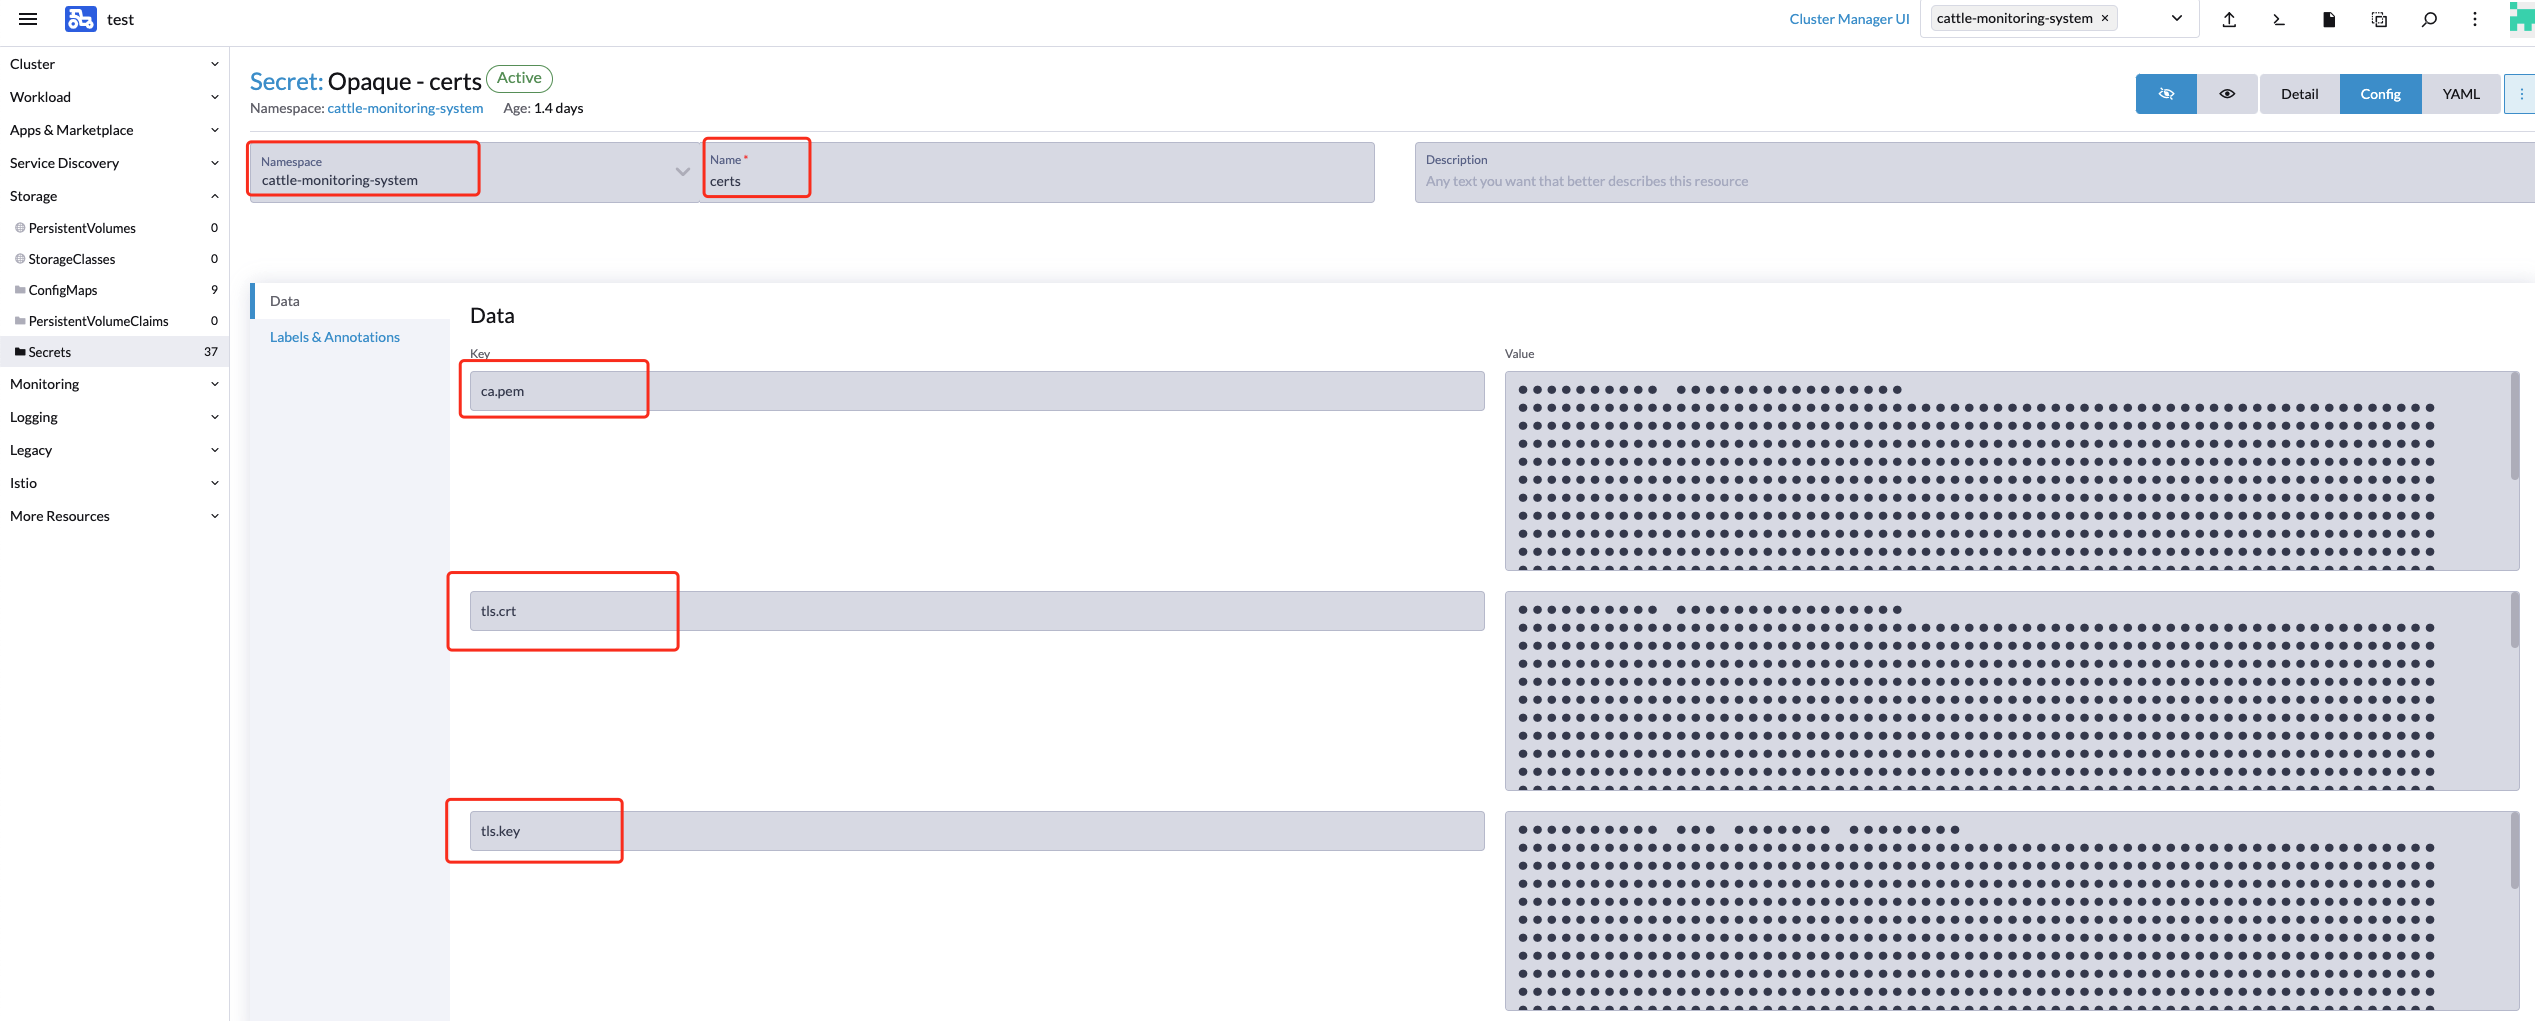 test
Cluster Manager UI
cattle-monitoring-system ×
Cluster
Workload
Apps & Marketplace
Service Discovery
Storage
PersistentVolumes 0
StorageClasses 0
ConfigMaps 9
PersistentVolumeClaims 0
Secrets 37
Monitoring
Logging
Legacy
Istio
More Resources
Secret: Opaque - certs Active
Namespace: cattle-monitoring-system Age: 1.4 days
Detail
Config
YAML
Namespace
cattle-monitoring-system
Name *
certs
Description
Any text you want that better describes this resource
Data
Labels & Annotations
Data
Key
Value
ca.pem
tls.crt
tls.key